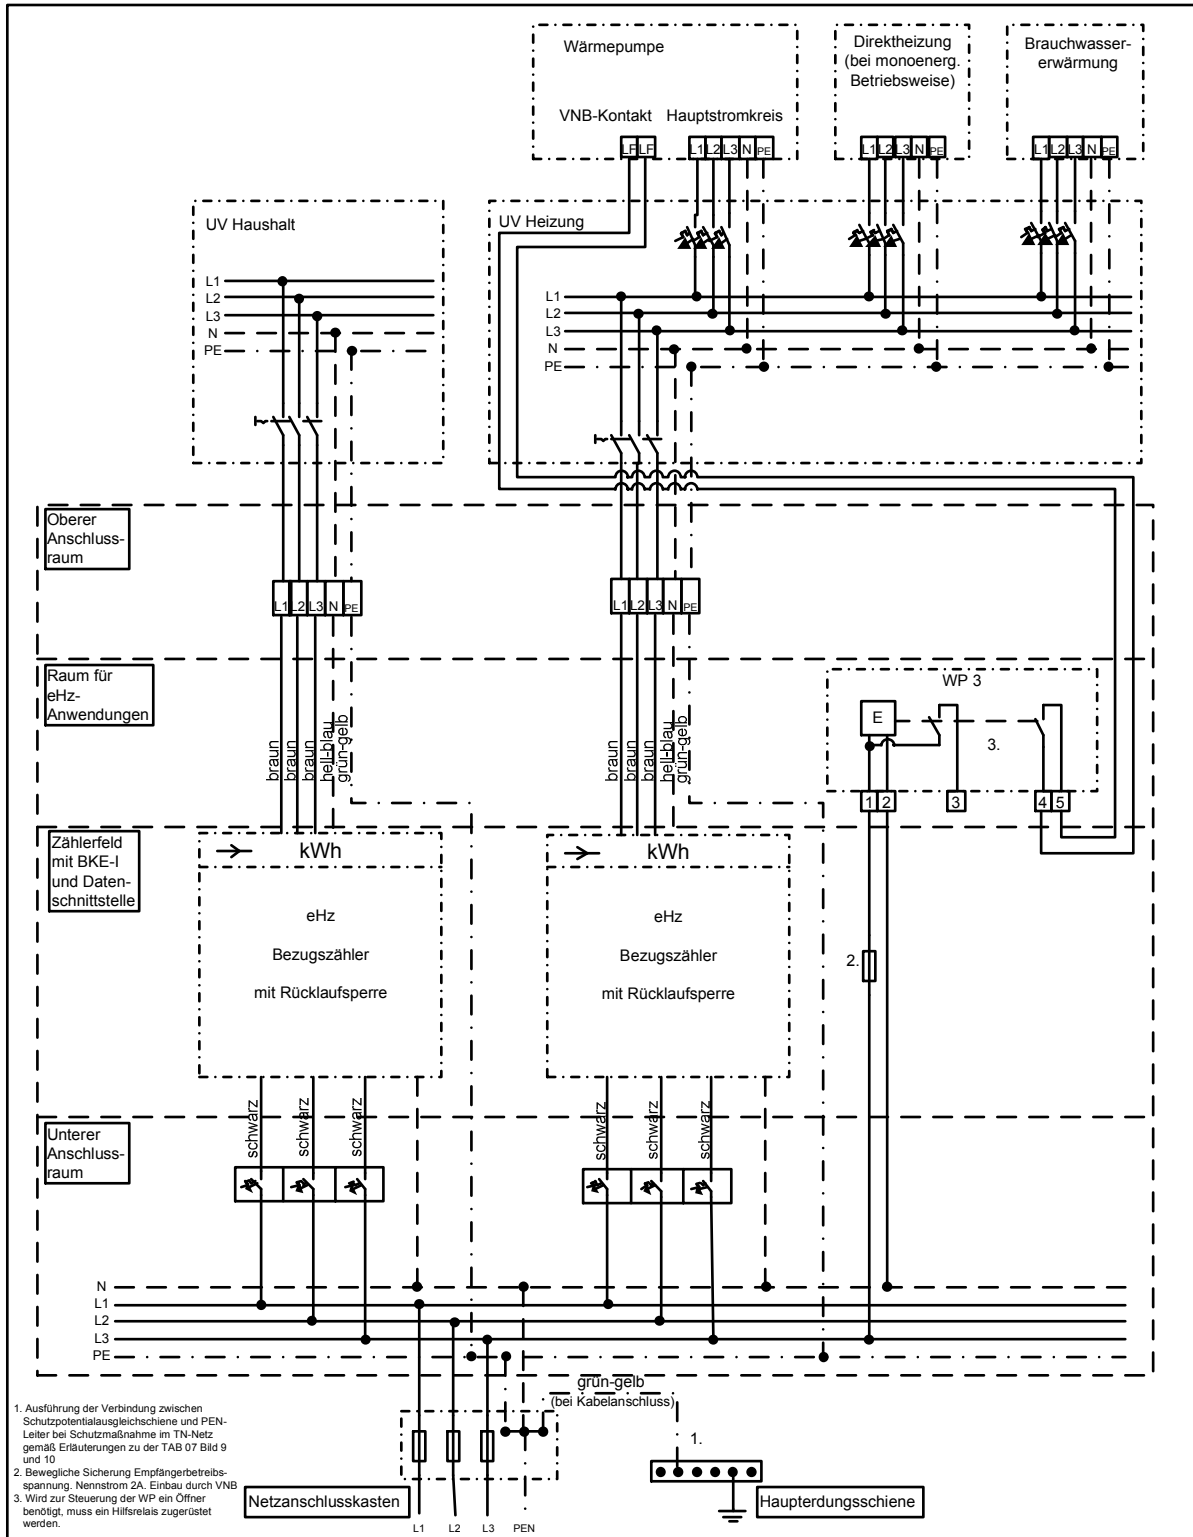 Wärmepumpe
VNB-Kontakt Hauptstromkreis
LF LF L1 L2 L3 N PE
Direktheizung
(bei monoenerg.
Betriebsweise)
L1 L2 L3 N PE
Brauchwasser-
erwärmung
L1 L2 L3 N PE
UV Haushalt
L1
L2
L3
N
PE
UV Heizung
L1
L2
L3
N
PE
Oberer
Anschluss-
raum
L1 L2 L3 N PE
L1 L2 L3 N PE
Raum für
eHz-
Anwendungen
braun
braun
braun
hell-blau
grün-gelb
braun
braun
braun
hell-blau
grün-gelb
WP 3
E
3.
1 2 3 4 5
Zählerfeld
mit BKE-I
und Daten-
schnittstelle
kWh
eHz
Bezugszähler
mit Rücklaufsperre
kWh
eHz
Bezugszähler
mit Rücklaufsperre
2.
Unterer
Anschluss-
raum
schwarz
schwarz
schwarz
schwarz
schwarz
schwarz
N
L1
L2
L3
PE
grün-gelb
(bei Kabelanschluss)
1.
1. Ausführung der Verbindung zwischen
Schutzpotentialausgleichschiene und PEN-
Leiter bei Schutzmaßnahme im TN-Netz
gemäß Erläuterungen zu der TAB 07 Bild 9
und 10
2. Bewegliche Sicherung Empfängerbetreibs-
spannung. Nennstrom 2A. Einbau durch VNB
3. Wird zur Steuerung der WP ein Öffner
benötigt, muss ein Hilfsrelais zugerüstet
werden.
Netzanschlusskasten
L1 L2 L3 PEN
Haupterdungsschiene